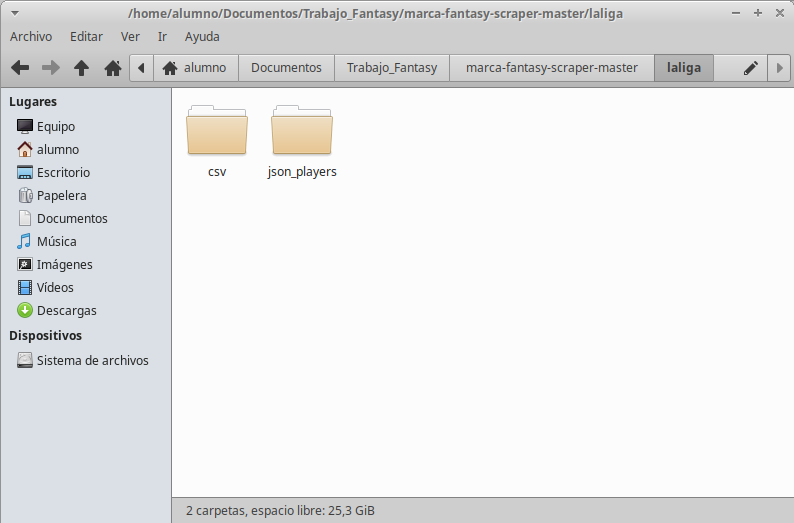 /home/alumno/Documentos/Trabajo_Fantasy/marca-fantasy-scraper-master/laliga
Archivo Editar Ver Ir Ayuda
alumno Documentos Trabajo_Fantasy marca-fantasy-scraper-master laliga
Lugares
Equipo
alumno
Escritorio
Papelera
Documentos
Música
Imágenes
Vídeos
Descargas
Dispositivos
Sistema de archivos
csv json_players
2 carpetas, espacio libre: 25,3 GiB